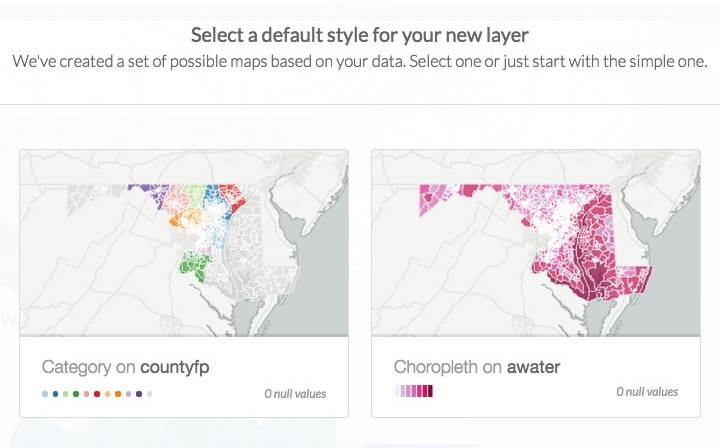 Select a default style for your new layer
We've created a set of possible maps based on your data. Select one or just start with the simple one.
Category on countyfp
0 null values
Choropleth on awater
0 null values